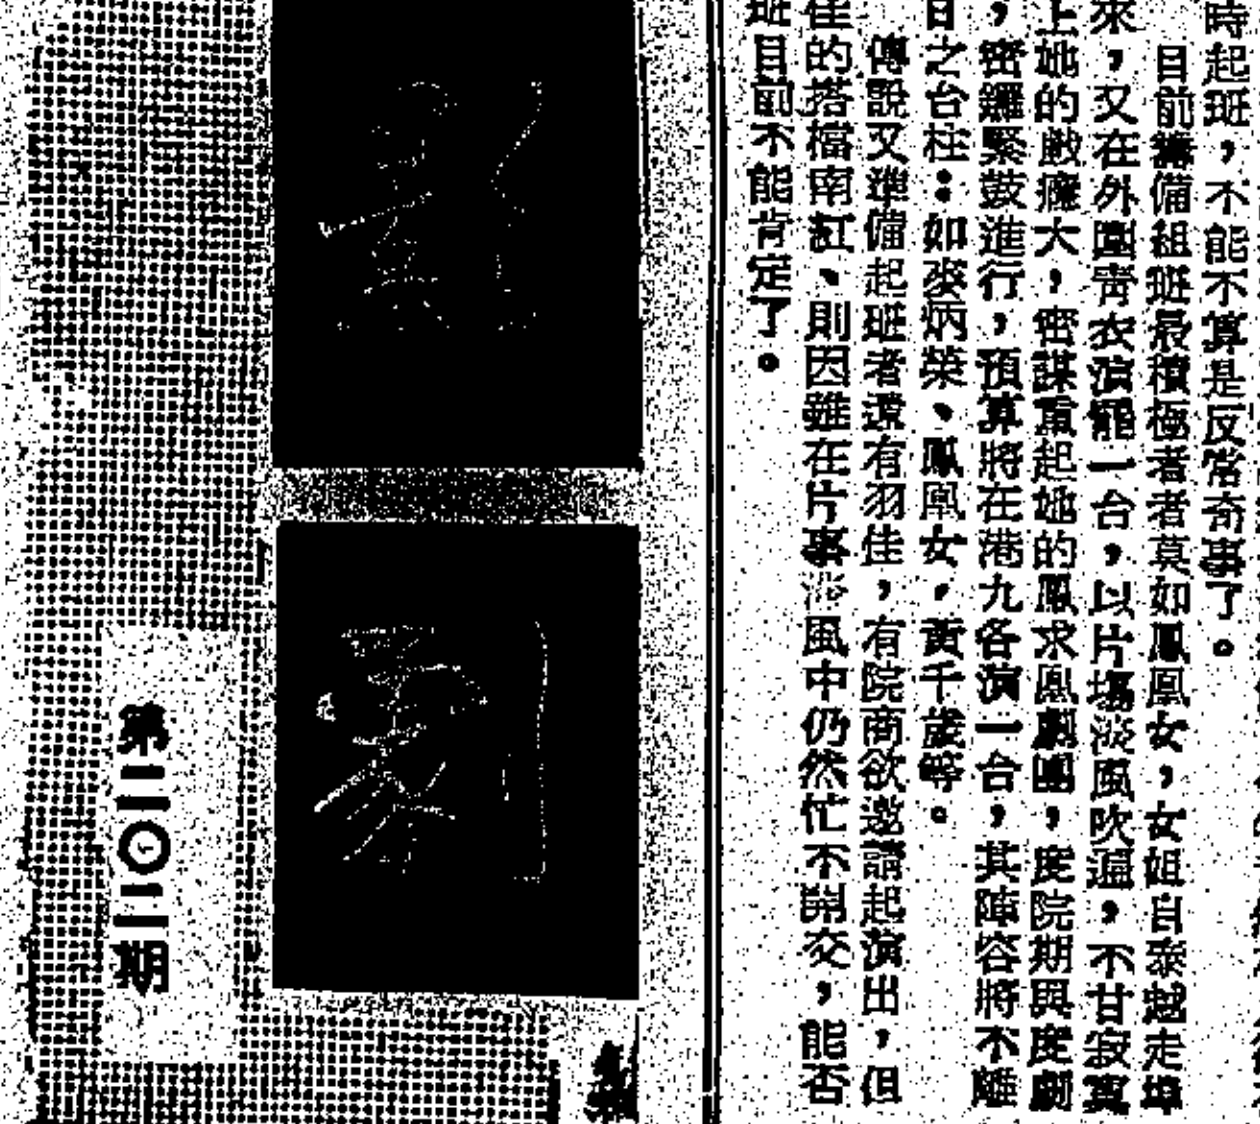 時起班，不能不算是反常奇事了。
目前籌備組班最積極者者莫如鳳凰女，女姐自泰越走埠
來，又在外圍靑衣演罷一台，以片塲淡風吹遍，不甘寂寞
上她的戲癮大，密謀重起她的鳳求凰劇團，度院期與度劇
，密鑼緊鼓進行，預算將在港九各演一台，其陣容將不離
日之台柱：如麥炳榮、鳳凰女，黃千歲等。
傳說又準備起班者還有羽佳，有院商欲邀請起演出，但
佳的搭檔南紅、則因雖在片事淡風中仍然忙不開交，能否
班目前不能肯定了。
第二〇二期